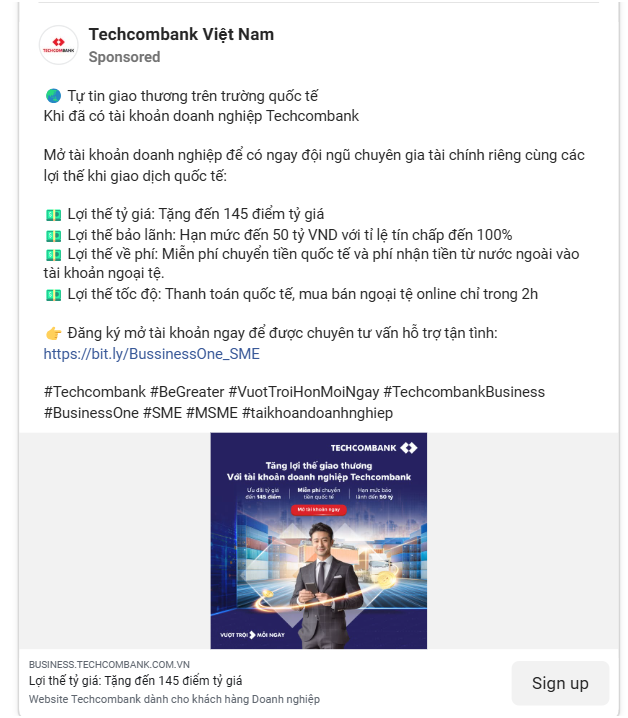 Techcombank Việt Nam
TECHCOMBANK
Sponsored
Tự tin giao thương trên trường quốc tế
Khi đã có tài khoản doanh nghiệp Techcombank
Mở tài khoản doanh nghiệp để có ngay đội ngũ chuyên gia tài chính riêng cùng các
lợi thế khi giao dịch quốc tế:
Lợi thế tỷ giá: Tặng đến 145 điểm tỷ giá
Lợi thế bảo lãnh: Hạn mức đến 50 tỷ VND với tỉ lệ tín chấp đến 100%
Lợi thế về phí: Miễn phí chuyển tiền quốc tế và phí nhận tiền từ nước ngoài vào
tài khoản ngoại tệ.
Lợi thế tốc độ: Thanh toán quốc tế, mua bán ngoại tệ online chỉ trong 2h
Đăng ký mở tài khoản ngay để được chuyên tư vấn hỗ trợ tận tình:
https://bit.ly/BussinessOne_SME
#Techcombank #BeGreater #VuotTroiHonMoiNgay #TechcombankBusiness
#BusinessOne #SME #MSME #taikhoandoanhnghiep
TECHCOMBANK
Tăng lợi thế giao thương
Với tài khoản doanh nghiệp Techcombank
Ưu đãi tỷ giá
đến 145 điểm
Miễn phí chuyển
tiền quốc tế
Hạn mức bảo
lãnh đến 50 tỷ
Mở tài khoản ngay
VƯỢT TRỘI MỖI NGÀY
BUSINESS.TECHCOMBANK.COM.VN
Lợi thế tỷ giá: Tặng đến 145 điểm tỷ giá
Website Techcombank dành cho khách hàng Doanh nghiệp
Sign up